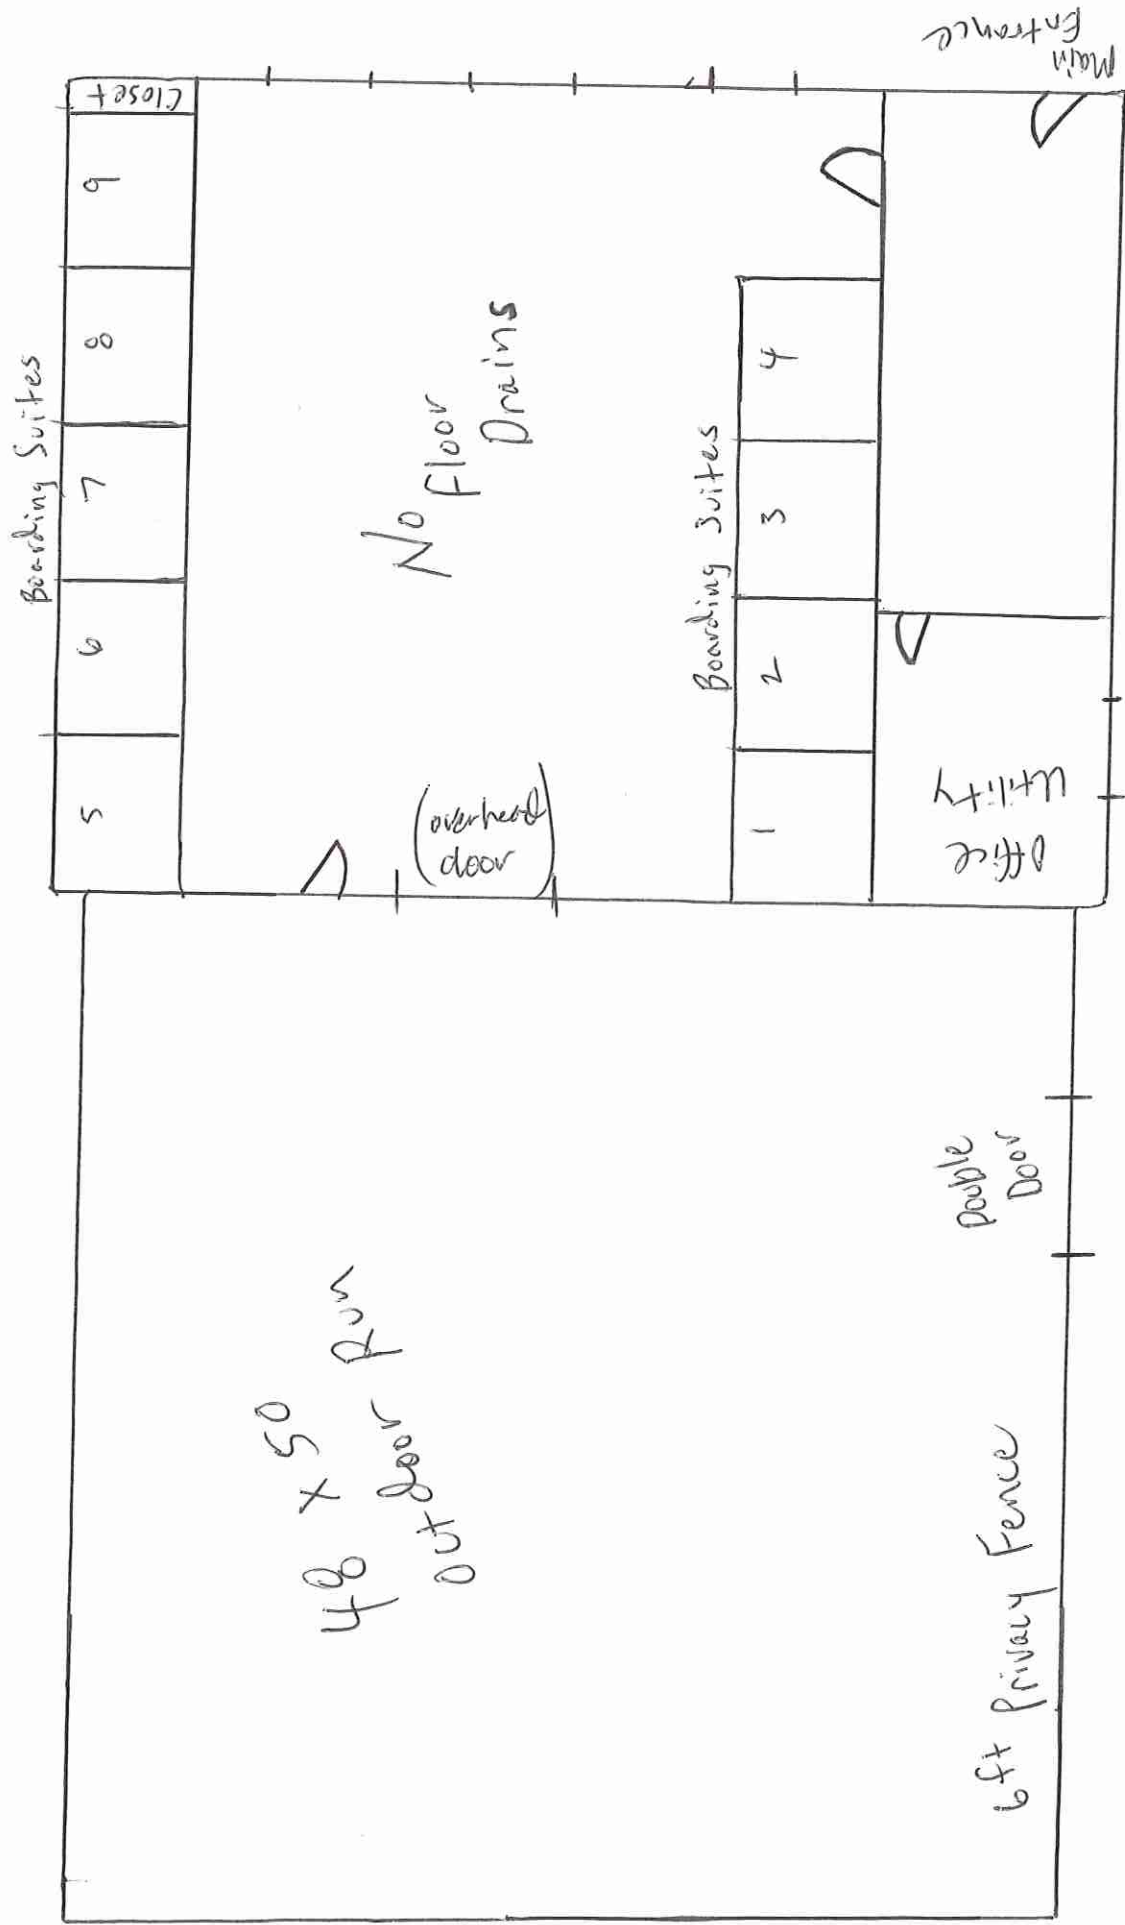 Main
Entrance
Closet
Boarding Suites
5
6
7
8
9
No
Floor
Drains
Boarding Suites
1
2
3
4
(overhead
door)
Office
Utility
48 x 50
Outdoor Run
Double
Door
6ft Privacy Fence